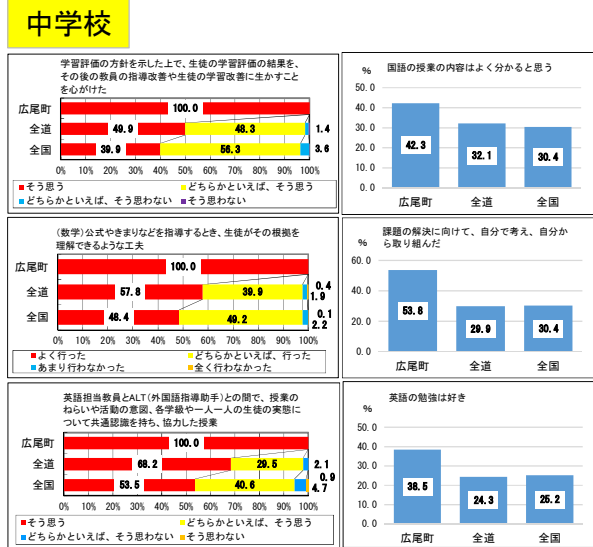 中学校
学習評価の方針を示した上で、生徒の学習評価の結果を、
その後の教員の指導改善や生徒の学習改善に生かすこと
を心がけた
広尾町 100.0
全道 49.9 48.3 1.4
全国 39.9 56.3 3.6
0% 10% 20% 30% 40% 50% 60% 70% 80% 90% 100%
■そう思う ■どちらかといえば、そう思う
■どちらかといえば、そう思わない ■そう思わない
% 国語の授業の内容はよく分かると思う
50.0
40.0
30.0
20.0
10.0
0.0
42.3 32.1 30.4
広尾町 全道 全国
(数学)公式やきまりなどを指導するとき、生徒がその根拠を
理解できるような工夫
広尾町 100.0
全道 57.8 39.9 0.4
1.9
全国 48.4 49.2 0.1
2.2
0% 10% 20% 30% 40% 50% 60% 70% 80% 90% 100%
■よく行った ■どちらかといえば、行った
■あまり行わなかった ■全く行わなかった
% 課題の解決に向けて、自分で考え、自分か
ら取り組んだ
60.0
40.0
20.0
0.0
53.8 29.9 30.4
広尾町 全道 全国
英語担当教員とALT(外国語指導助手)との間で、授業の
ねらいや活動の意図、各学級や一人一人の生徒の実態に
ついて共通認識を持ち、協力した授業
広尾町 100.0
全道 68.2 29.5 2.1
全国 53.5 40.6 0.9
4.7
0% 10% 20% 30% 40% 50% 60% 70% 80% 90% 100%
■そう思う ■どちらかといえば、そう思う
■どちらかといえば、そう思わない ■そう思わない
% 英語の勉強は好き
50.0
40.0
30.0
20.0
10.0
0.0
38.5 24.3 25.2
広尾町 全道 全国